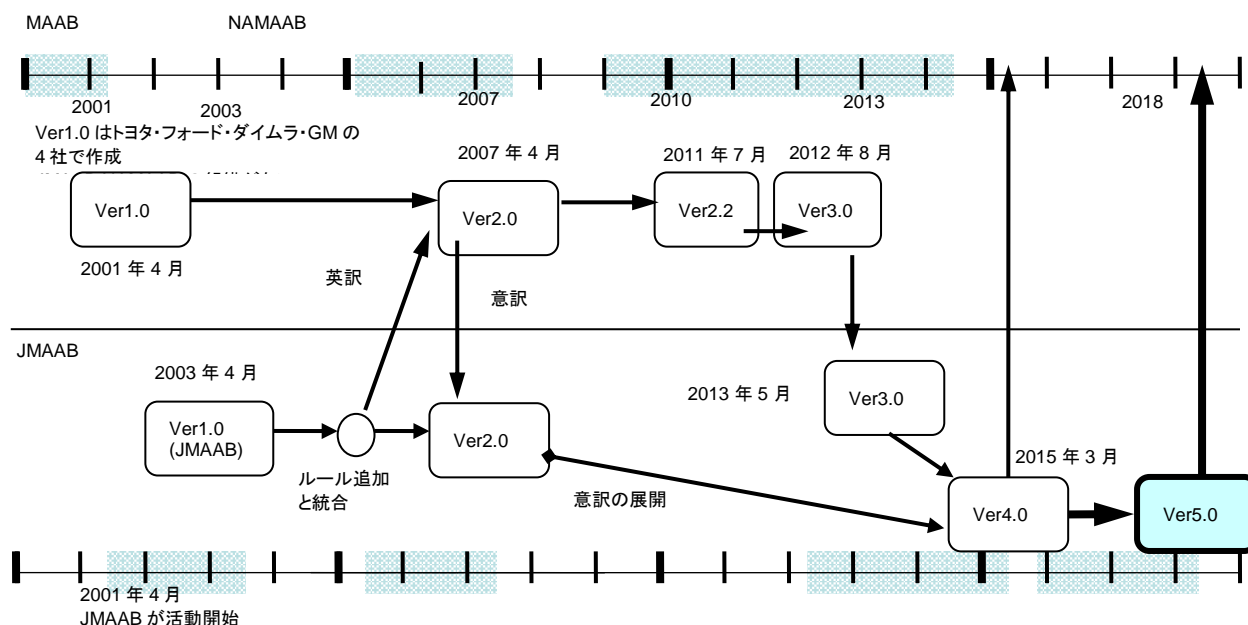 MAAB
NAMAAB
2001
2003
2007
2010
2013
2018
Ver1.0 はトヨタ・フォード・ダイムラ・GM の
4 社で作成
2007 年 4 月
2011 年 7 月
2012 年 8 月
Ver1.0
Ver2.0
Ver2.2
Ver3.0
2001 年 4 月
英訳
意訳
JMAAB
2003 年 4 月
2013 年 5 月
Ver3.0
Ver1.0
(JMAAB)
Ver2.0
ルール追加
と統合
意訳の展開
2015 年 3 月
Ver4.0
Ver5.0
2001 年 4 月
JMAAB が活動開始